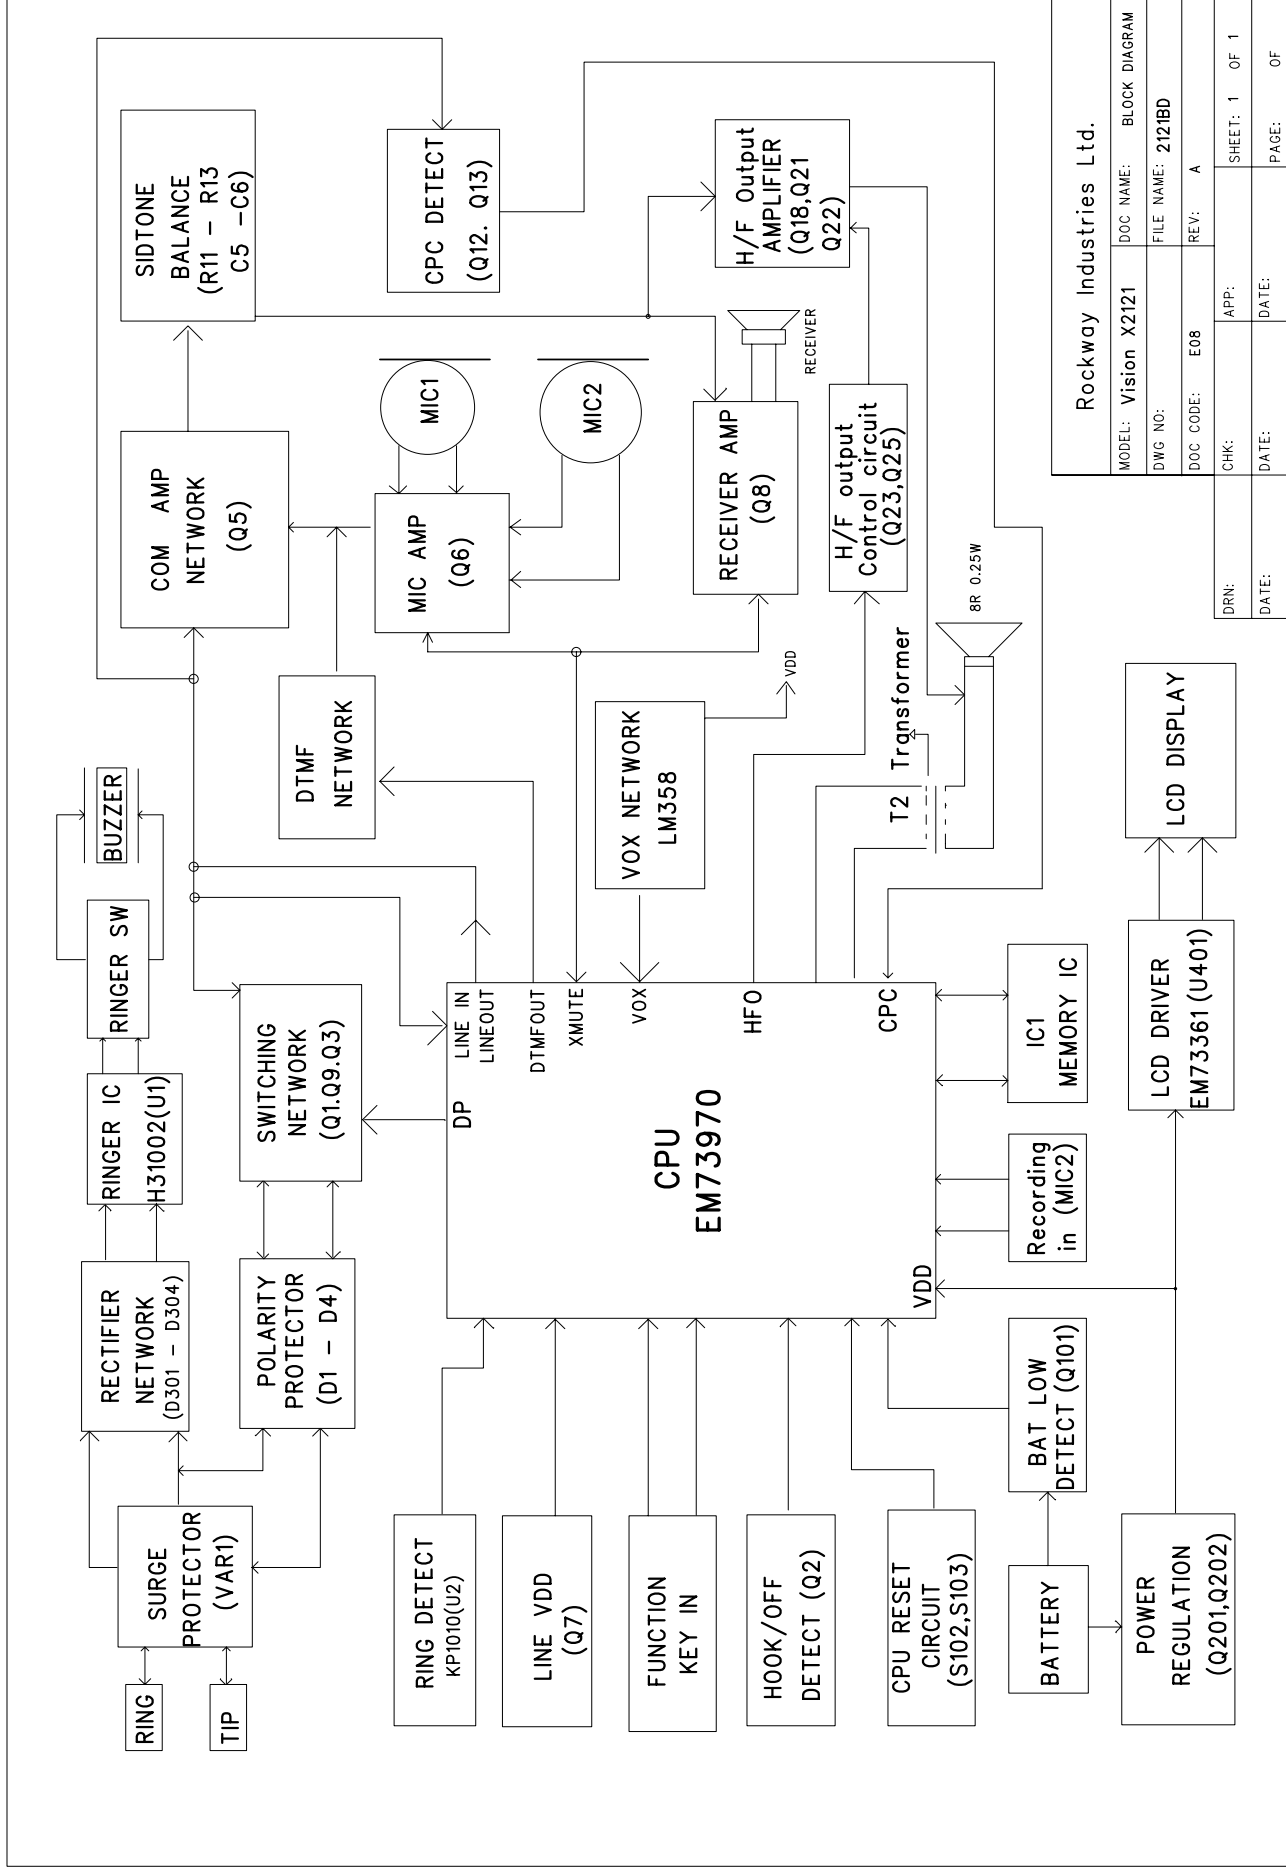 RING
TIP
SURGE
PROTECTOR
(VAR1)
RECTIFIER
NETWORK
(D301 - D304)
RINGER IC
H31002(U1)
RINGER SW
BUZZER
POLARITY
PROTECTOR
(D1 - D4)
SWITCHING
NETWORK
(Q1.Q9.Q3)
DTMF
NETWORK
COM AMP
NETWORK
(Q5)
SIDTONE
BALANCE
(R11 - R13
C5 -C6)
MIC AMP
(Q6)
MIC1
MIC2
CPC DETECT
(Q12. Q13)
RING DETECT
KP1010(U2)
LINE VDD
(Q7)
FUNCTION
KEY IN
HOOK/OFF
DETECT (Q2)
CPU RESET
CIRCUIT
(S102,S103)
BATTERY
BAT LOW
DETECT (Q101)
POWER
REGULATION
(Q201,Q202)
CPU
EM73970
DP
LINE IN
LINEOUT
DTMFOUT
XMUTE
VOX
HFO
CPC
VDD
VOX NETWORK
LM358
VDD
RECEIVER AMP
(Q8)
RECEIVER
H/F Output
AMPLIFIER
(Q18,Q21
Q22)
H/F output
Control circuit
(Q23,Q25)
T2
Transformer
8R 0.25W
Recording
in (MIC2)
IC1
MEMORY IC
LCD DRIVER
EM73361(U401)
LCD DISPLAY
Rockway Industries Ltd.
MODEL: Vision X2121
DOC NAME: BLOCK DIAGRAM
DWG NO:
FILE NAME: 2121BD
DOC CODE: E08
REV: A
DRN:
CHK:
APP:
SHEET: 1 OF 1
DATE:
DATE:
DATE:
PAGE: OF